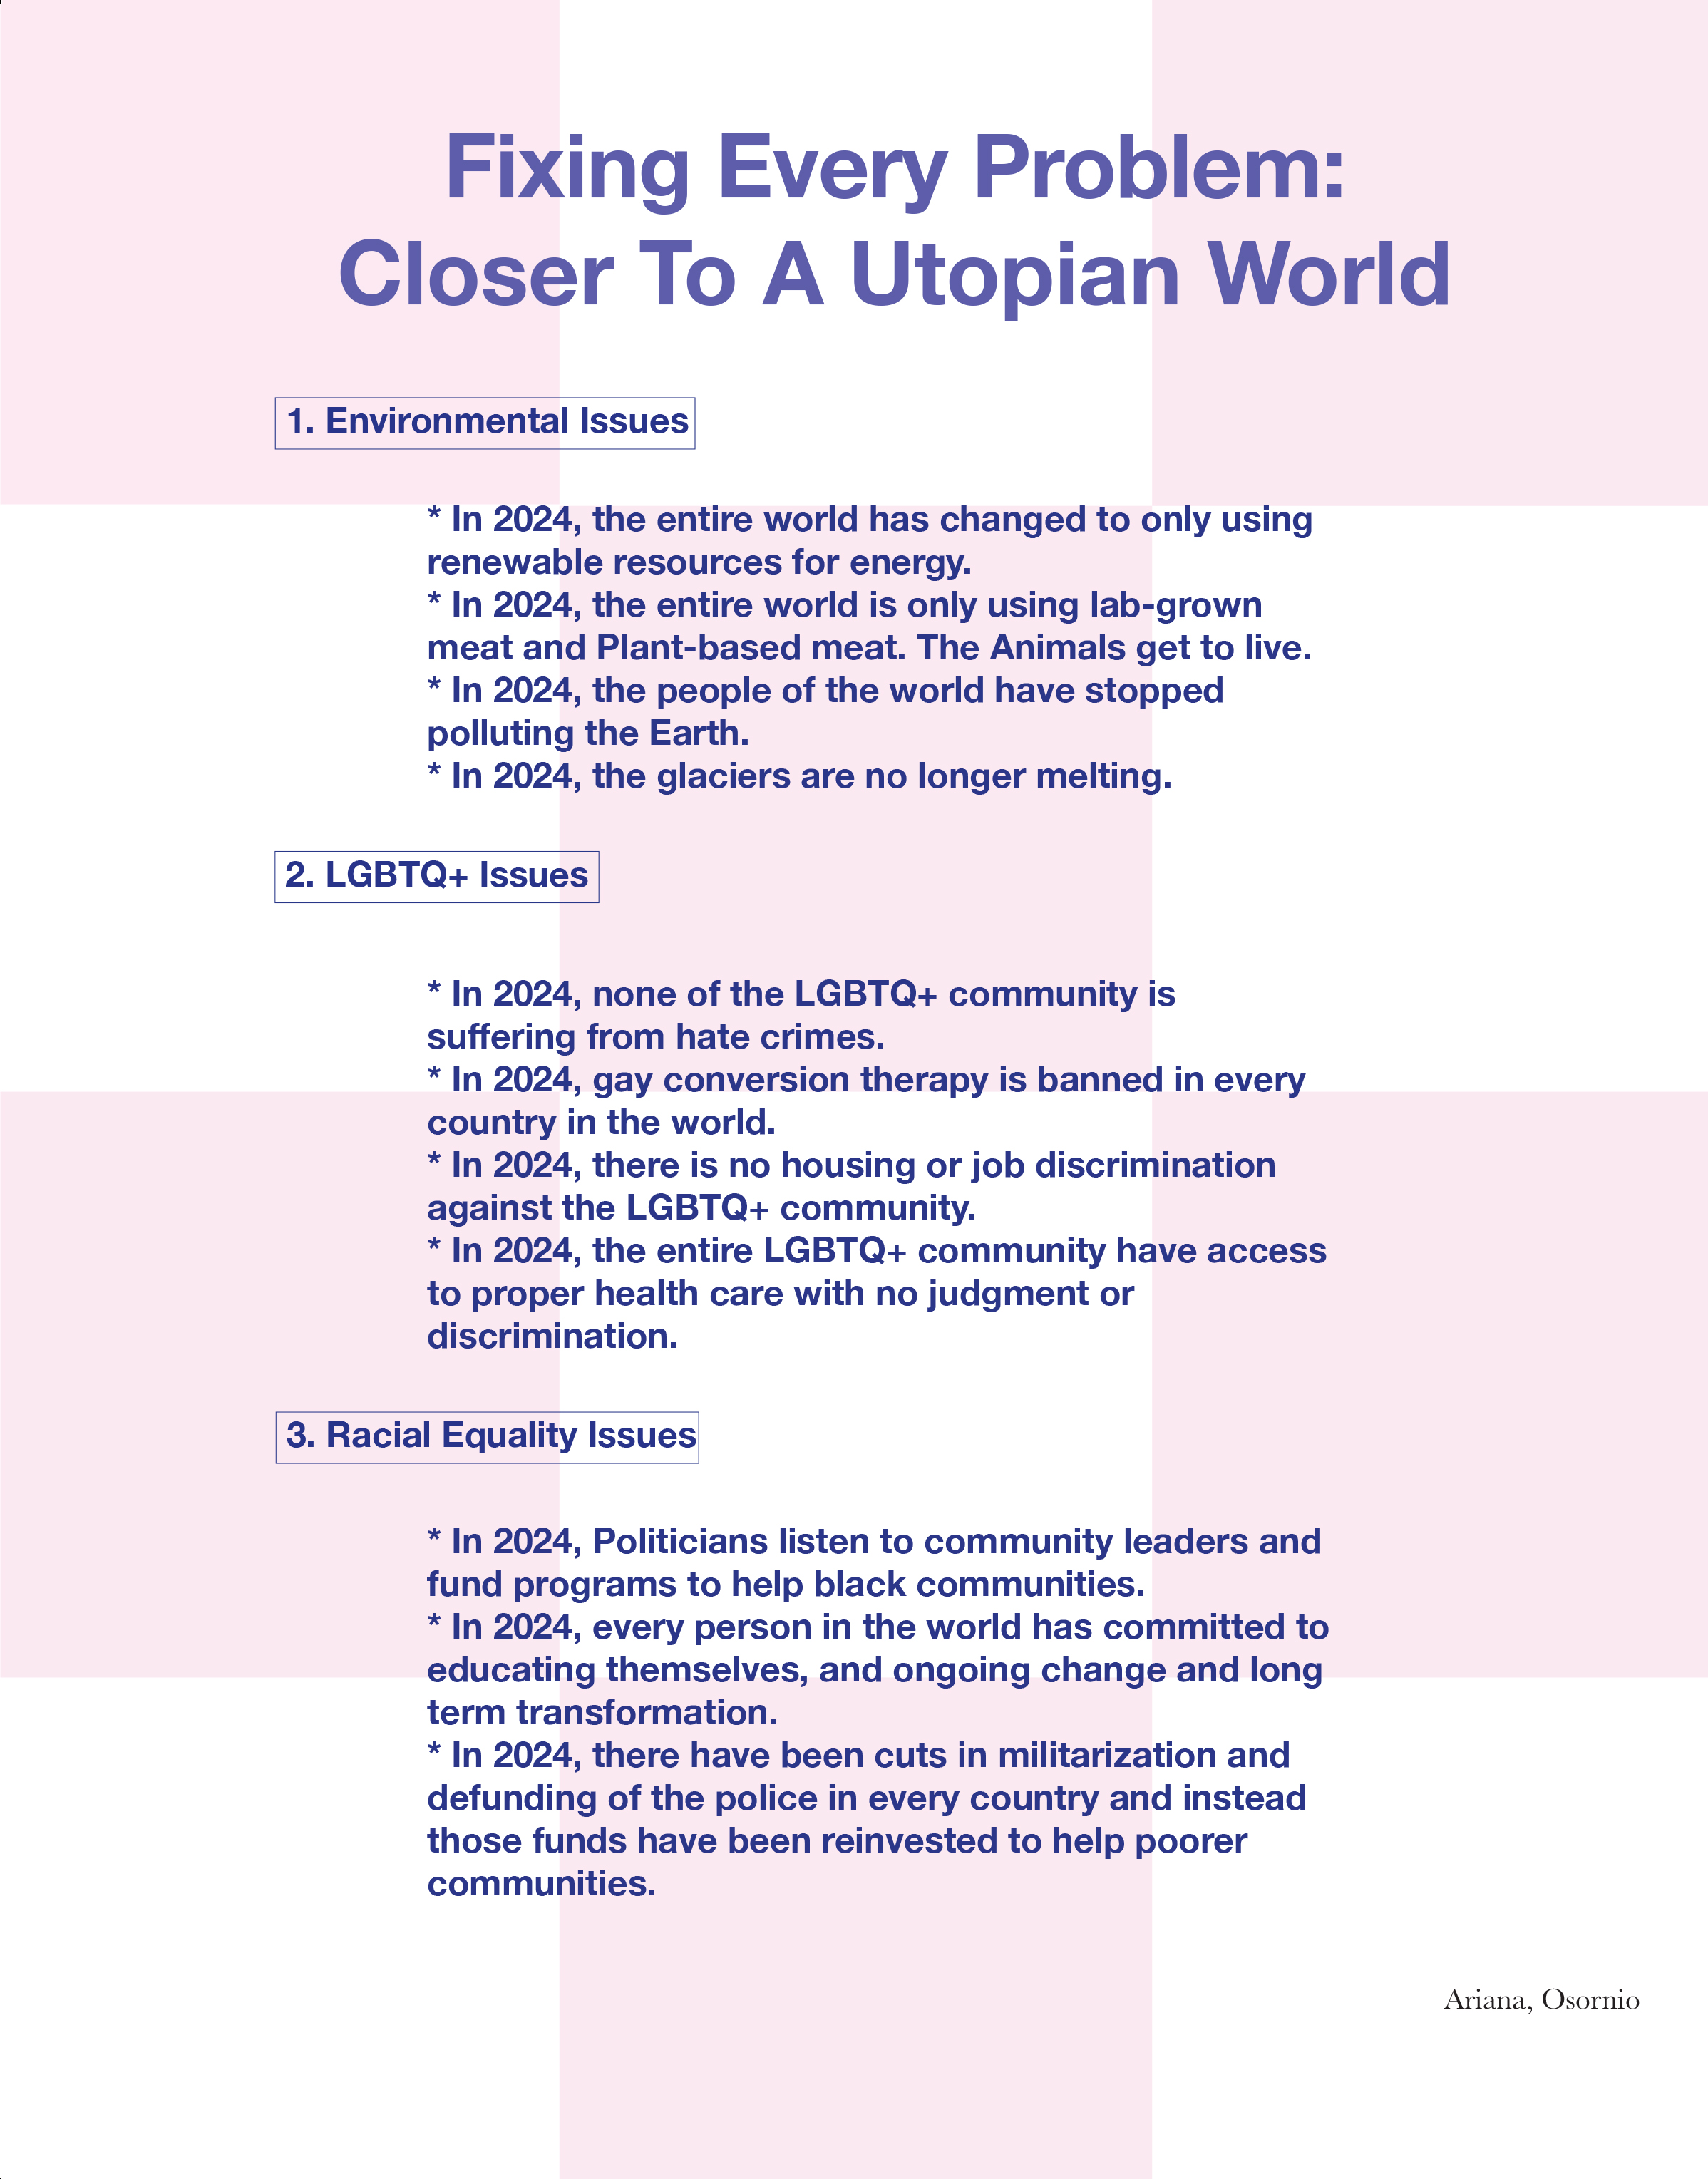 Fixing Every Problem:
Closer To A Utopian World
1. Environmental Issues
* In 2024, the entire world has changed to only using
renewable resources for energy.
* In 2024, the entire world is only using lab-grown
meat and Plant-based meat. The Animals get to live.
* In 2024, the people of the world have stopped
polluting the Earth.
* In 2024, the glaciers are no longer melting.
2. LGBTQ+ Issues
* In 2024, none of the LGBTQ+ community is
suffering from hate crimes.
* In 2024, gay conversion therapy is banned in every
country in the world.
* In 2024, there is no housing or job discrimination
against the LGBTQ+ community.
* In 2024, the entire LGBTQ+ community have access
to proper health care with no judgment or
discrimination.
3. Racial Equality Issues
* In 2024, Politicians listen to community leaders and
fund programs to help black communities.
* In 2024, every person in the world has committed to
educating themselves, and ongoing change and long
term transformation.
* In 2024, there have been cuts in militarization and
defunding of the police in every country and instead
those funds have been reinvested to help poorer
communities.
Ariana, Osornio